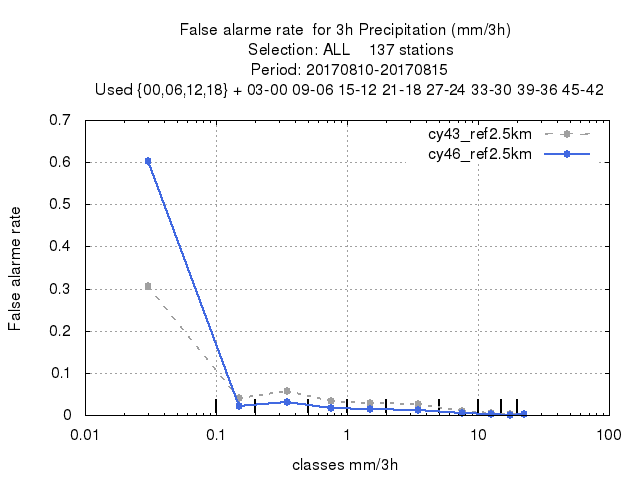 False alarme rate  for 3h Precipitation (mm/3h)
Selection: ALL    137 stations
Period: 20170810-20170815
Used {00,06,12,18} + 03-00 09-06 15-12 21-18 27-24 33-30 39-36 45-42
cy43_ref2.5km
cy46_ref2.5km
0.7
0.6
0.5
0.4
0.3
0.2
0.1
0
False alarme rate
0.01
0.1
1
10
100
classes mm/3h